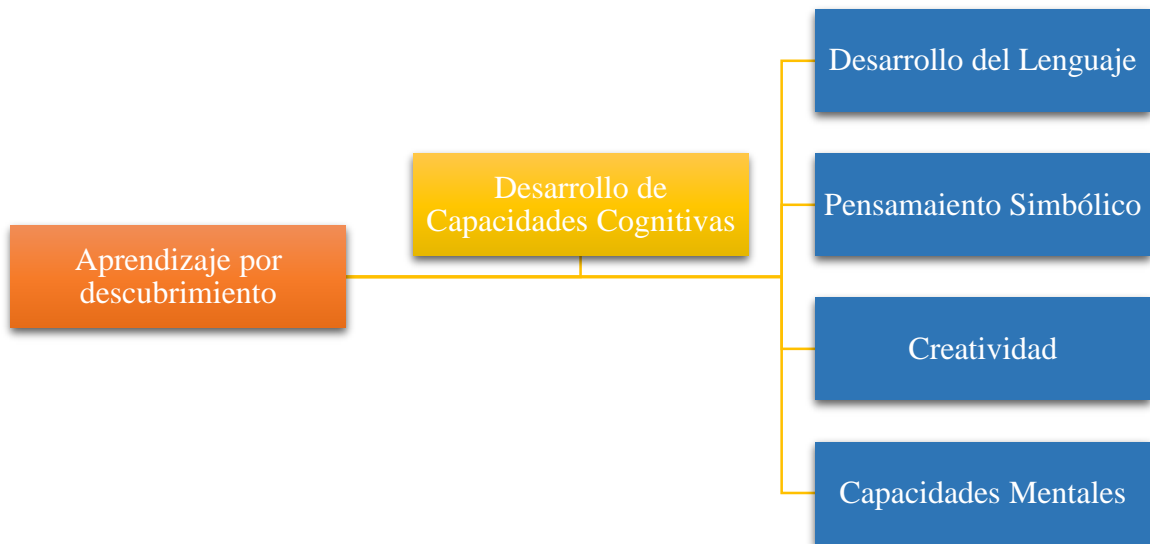 Aprendizaje por
descubrimiento
Desarrollo de
Capacidades Cognitivas
Desarrollo del Lenguaje
Pensamaiento Simbólico
Creatividad
Capacidades Mentales